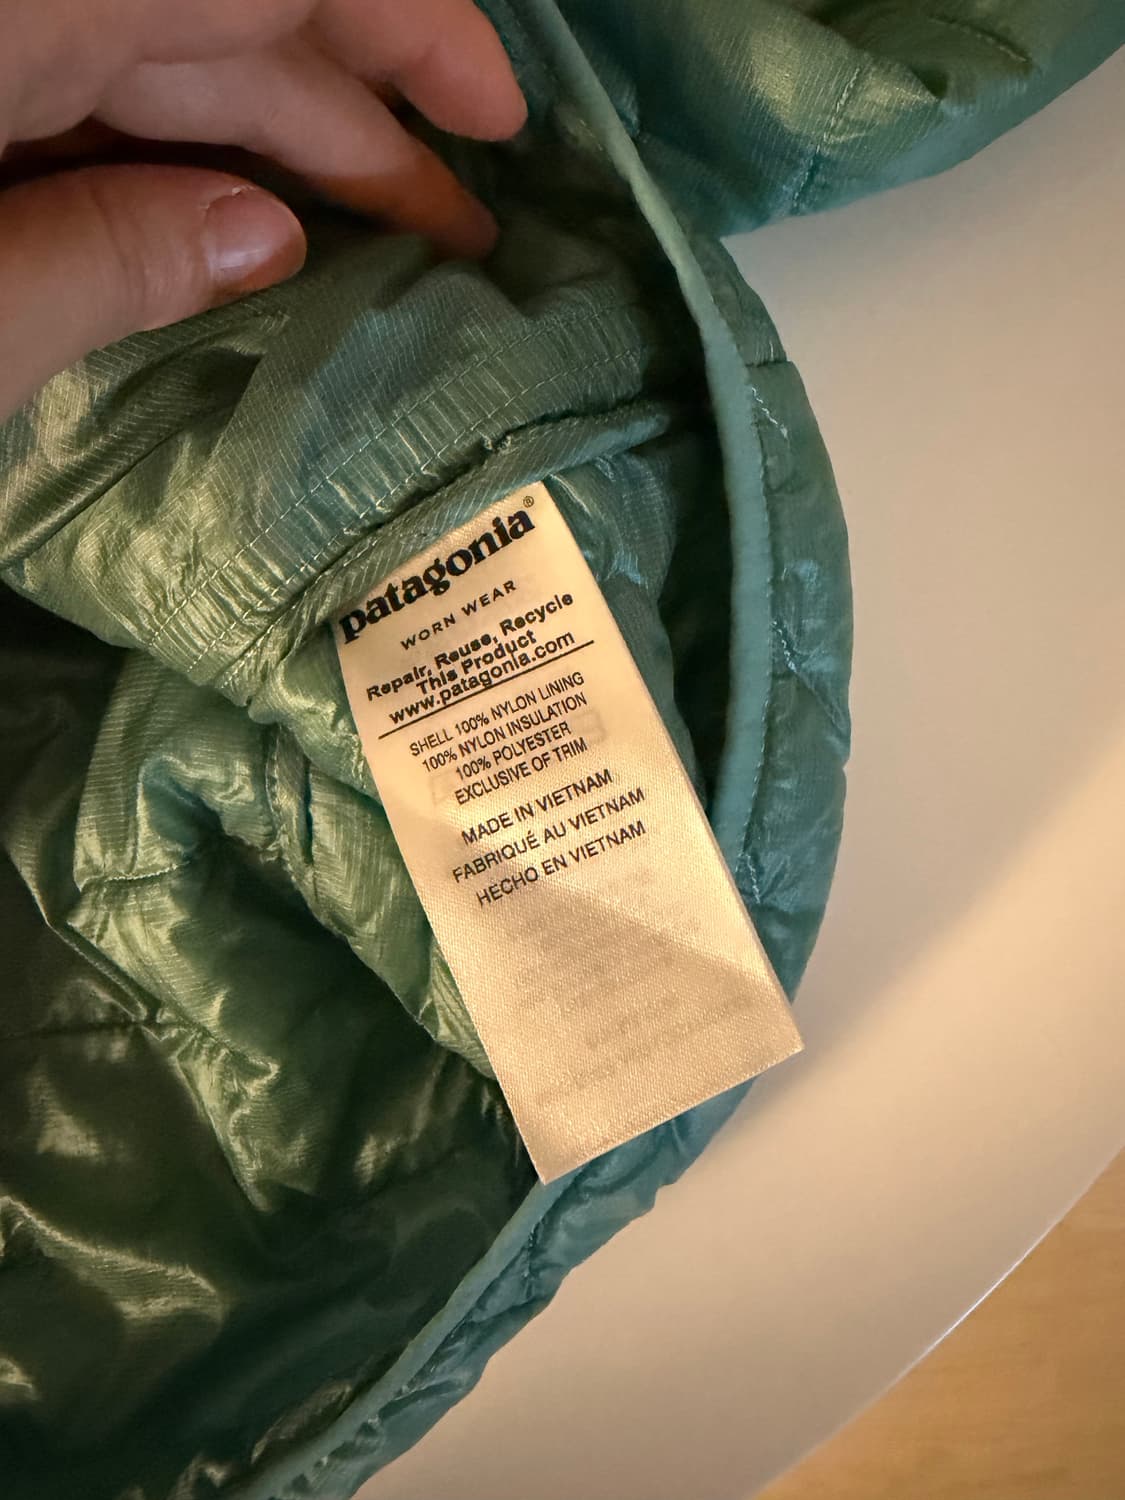 patagonia®
WORN WEAR
Repair, Reuse, Recycle
This Product
www.patagonia.com
SHELL 100% NYLON LINING
100% NYLON INSULATION
100% POLYESTER
EXCLUSIVE OF TRIM
MADE IN VIETNAM
FABRIQUÉ AU VIETNAM
HECHO EN VIETNAM